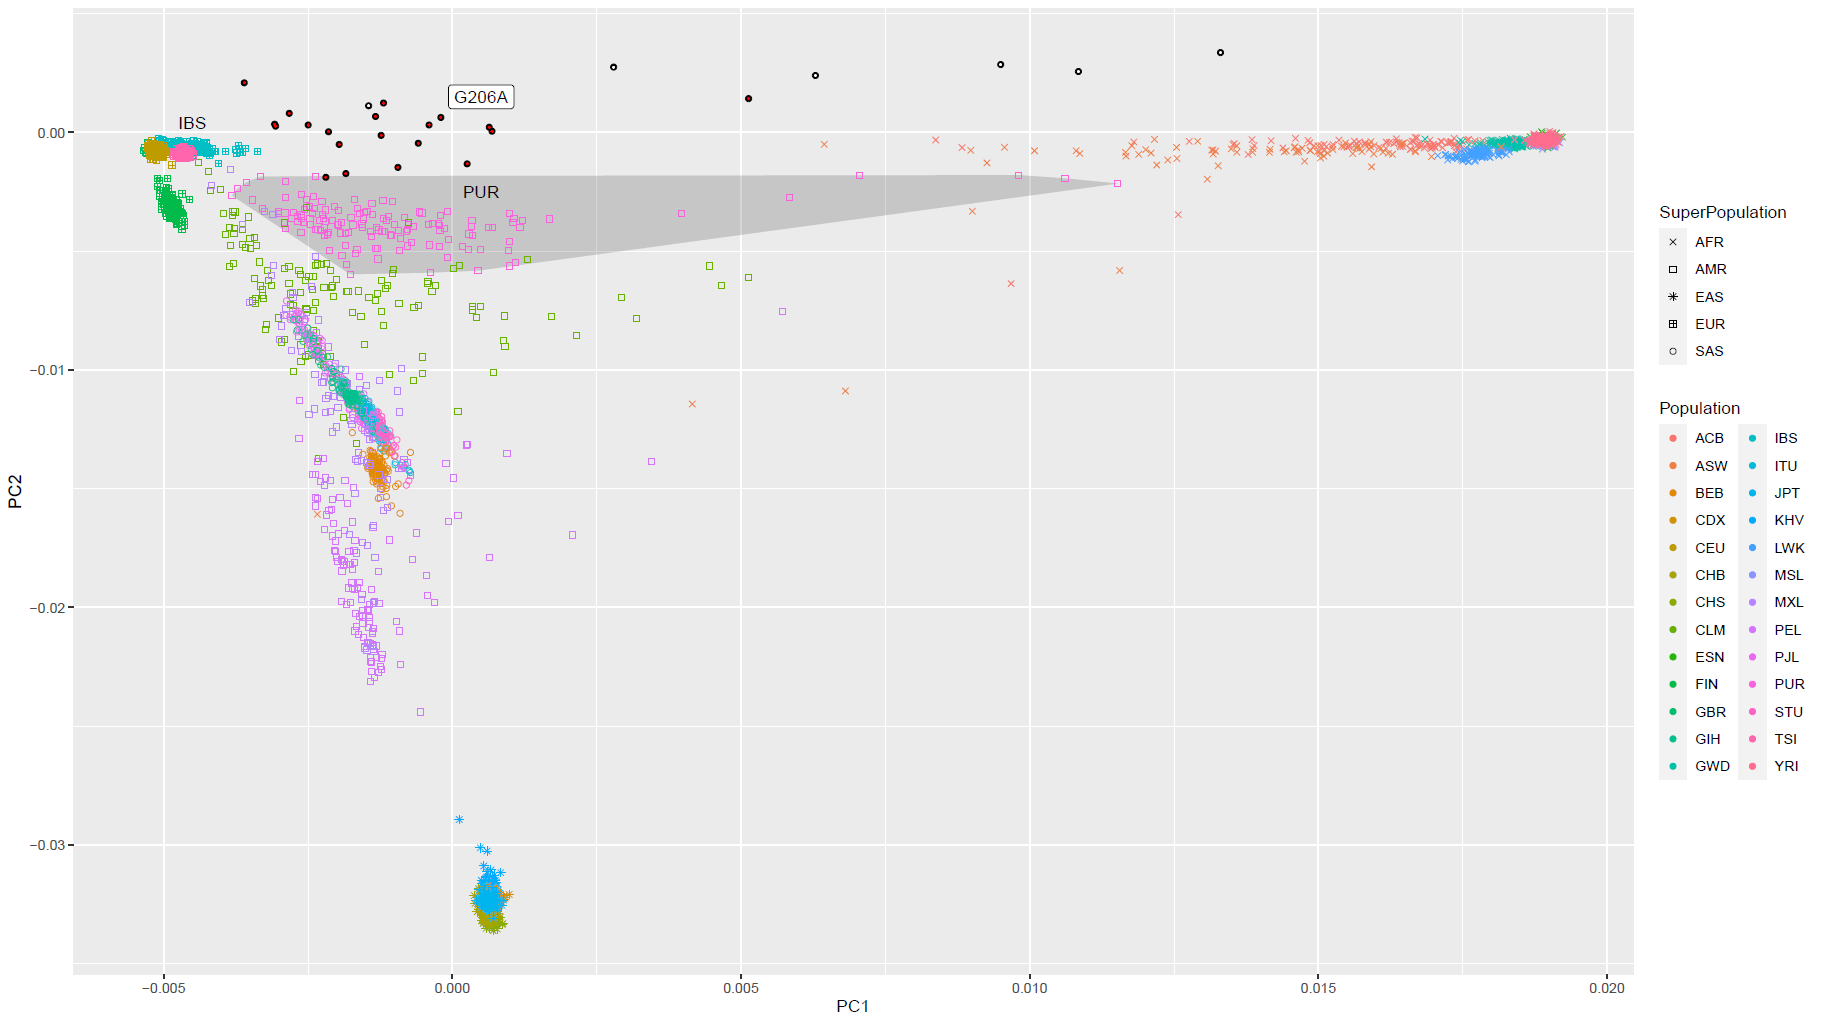 G206A
IBS
PUR
0.00
−0.01
−0.02
−0.03
PC2
−0.005
0.000
0.005
0.010
0.015
0.020
PC1
SuperPopulation
AFR
AMR
EAS
EUR
SAS
Population
ACB IBS
ASW ITU
BEB JPT
CDX KHV
CEU LWK
CHB MSL
CHS MXL
CLM PEL
ESN PJL
FIN PUR
GBR STU
GIH TSI
GWD YRI